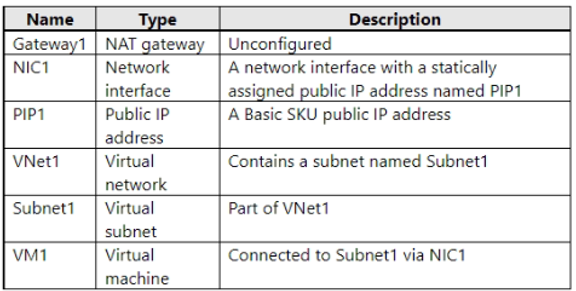 Name Type Description
Gateway1 NAT gateway Unconfigured
NIC1 Network A network interface with a statically
interface assigned public IP address named PIP1
PIP1 Public IP A Basic SKU public IP address
address
VNet1 Virtual Contains a subnet named Subnet1
network
Subnet1 Virtual Part of VNet1
subnet
VM1 Virtual Connected to Subnet1 via NIC1
machine